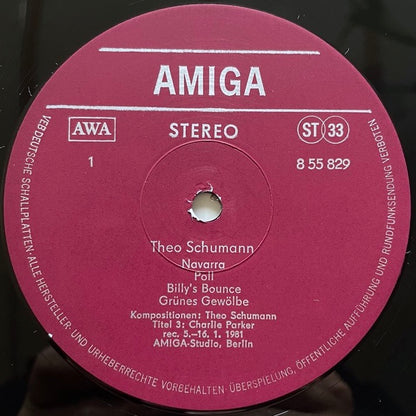 AMIGA
AWA
STEREO
ST 33
1
8 55 829
Theo Schumann
Navarra
Poll
Billy's Bounce
Grünes Gewölbe
Kompositionen: Theo Schumann
Titel 3: Charlie Parker
rec. 5.–16. 1. 1981
AMIGA-Studio, Berlin
VEB DEUTSCHE SCHALLPLATTEN · ALLE HERSTELLER- UND URHEBERRECHTE VORBEHALTEN · ÜBERSPIELUNG, ÖFFENTLICHE AUFFÜHRUNG UND RUNDFUNKSENDUNG VERBOTEN